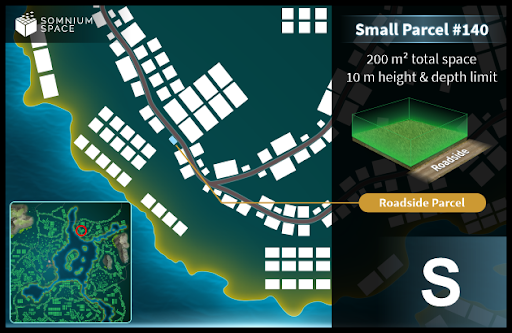 SOMNIUM
SPACE
Small Parcel #140
200 m² total space
10 m height & depth limit
Roadside
Roadside Parcel
S